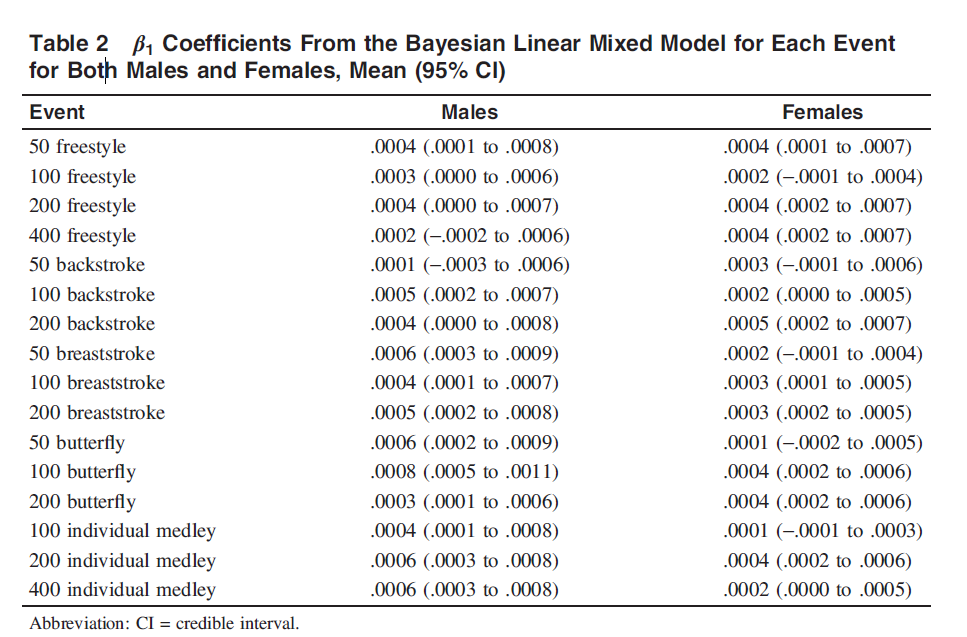 Table 2 β1 Coefficients From the Bayesian Linear Mixed Model for Each Event
for Both Males and Females, Mean (95% CI)
Event Males Females
50 freestyle .0004 (.0001 to .0008) .0004 (.0001 to .0007)
100 freestyle .0003 (.0000 to .0006) .0002 (−.0001 to .0004)
200 freestyle .0004 (.0000 to .0007) .0004 (.0002 to .0007)
400 freestyle .0002 (−.0002 to .0006) .0004 (.0002 to .0007)
50 backstroke .0001 (−.0003 to .0006) .0003 (−.0001 to .0006)
100 backstroke .0005 (.0002 to .0007) .0002 (.0000 to .0005)
200 backstroke .0004 (.0000 to .0008) .0005 (.0002 to .0007)
50 breaststroke .0006 (.0003 to .0009) .0002 (−.0001 to .0004)
100 breaststroke .0004 (.0001 to .0007) .0003 (.0001 to .0005)
200 breaststroke .0005 (.0002 to .0008) .0003 (.0002 to .0005)
50 butterfly .0006 (.0002 to .0009) .0001 (−.0002 to .0005)
100 butterfly .0008 (.0005 to .0011) .0004 (.0002 to .0006)
200 butterfly .0003 (.0001 to .0006) .0004 (.0002 to .0006)
100 individual medley .0004 (.0001 to .0008) .0001 (−.0001 to .0003)
200 individual medley .0006 (.0003 to .0008) .0004 (.0002 to .0006)
400 individual medley .0006 (.0003 to .0008) .0002 (.0000 to .0005)
Abbreviation: CI = credible interval.